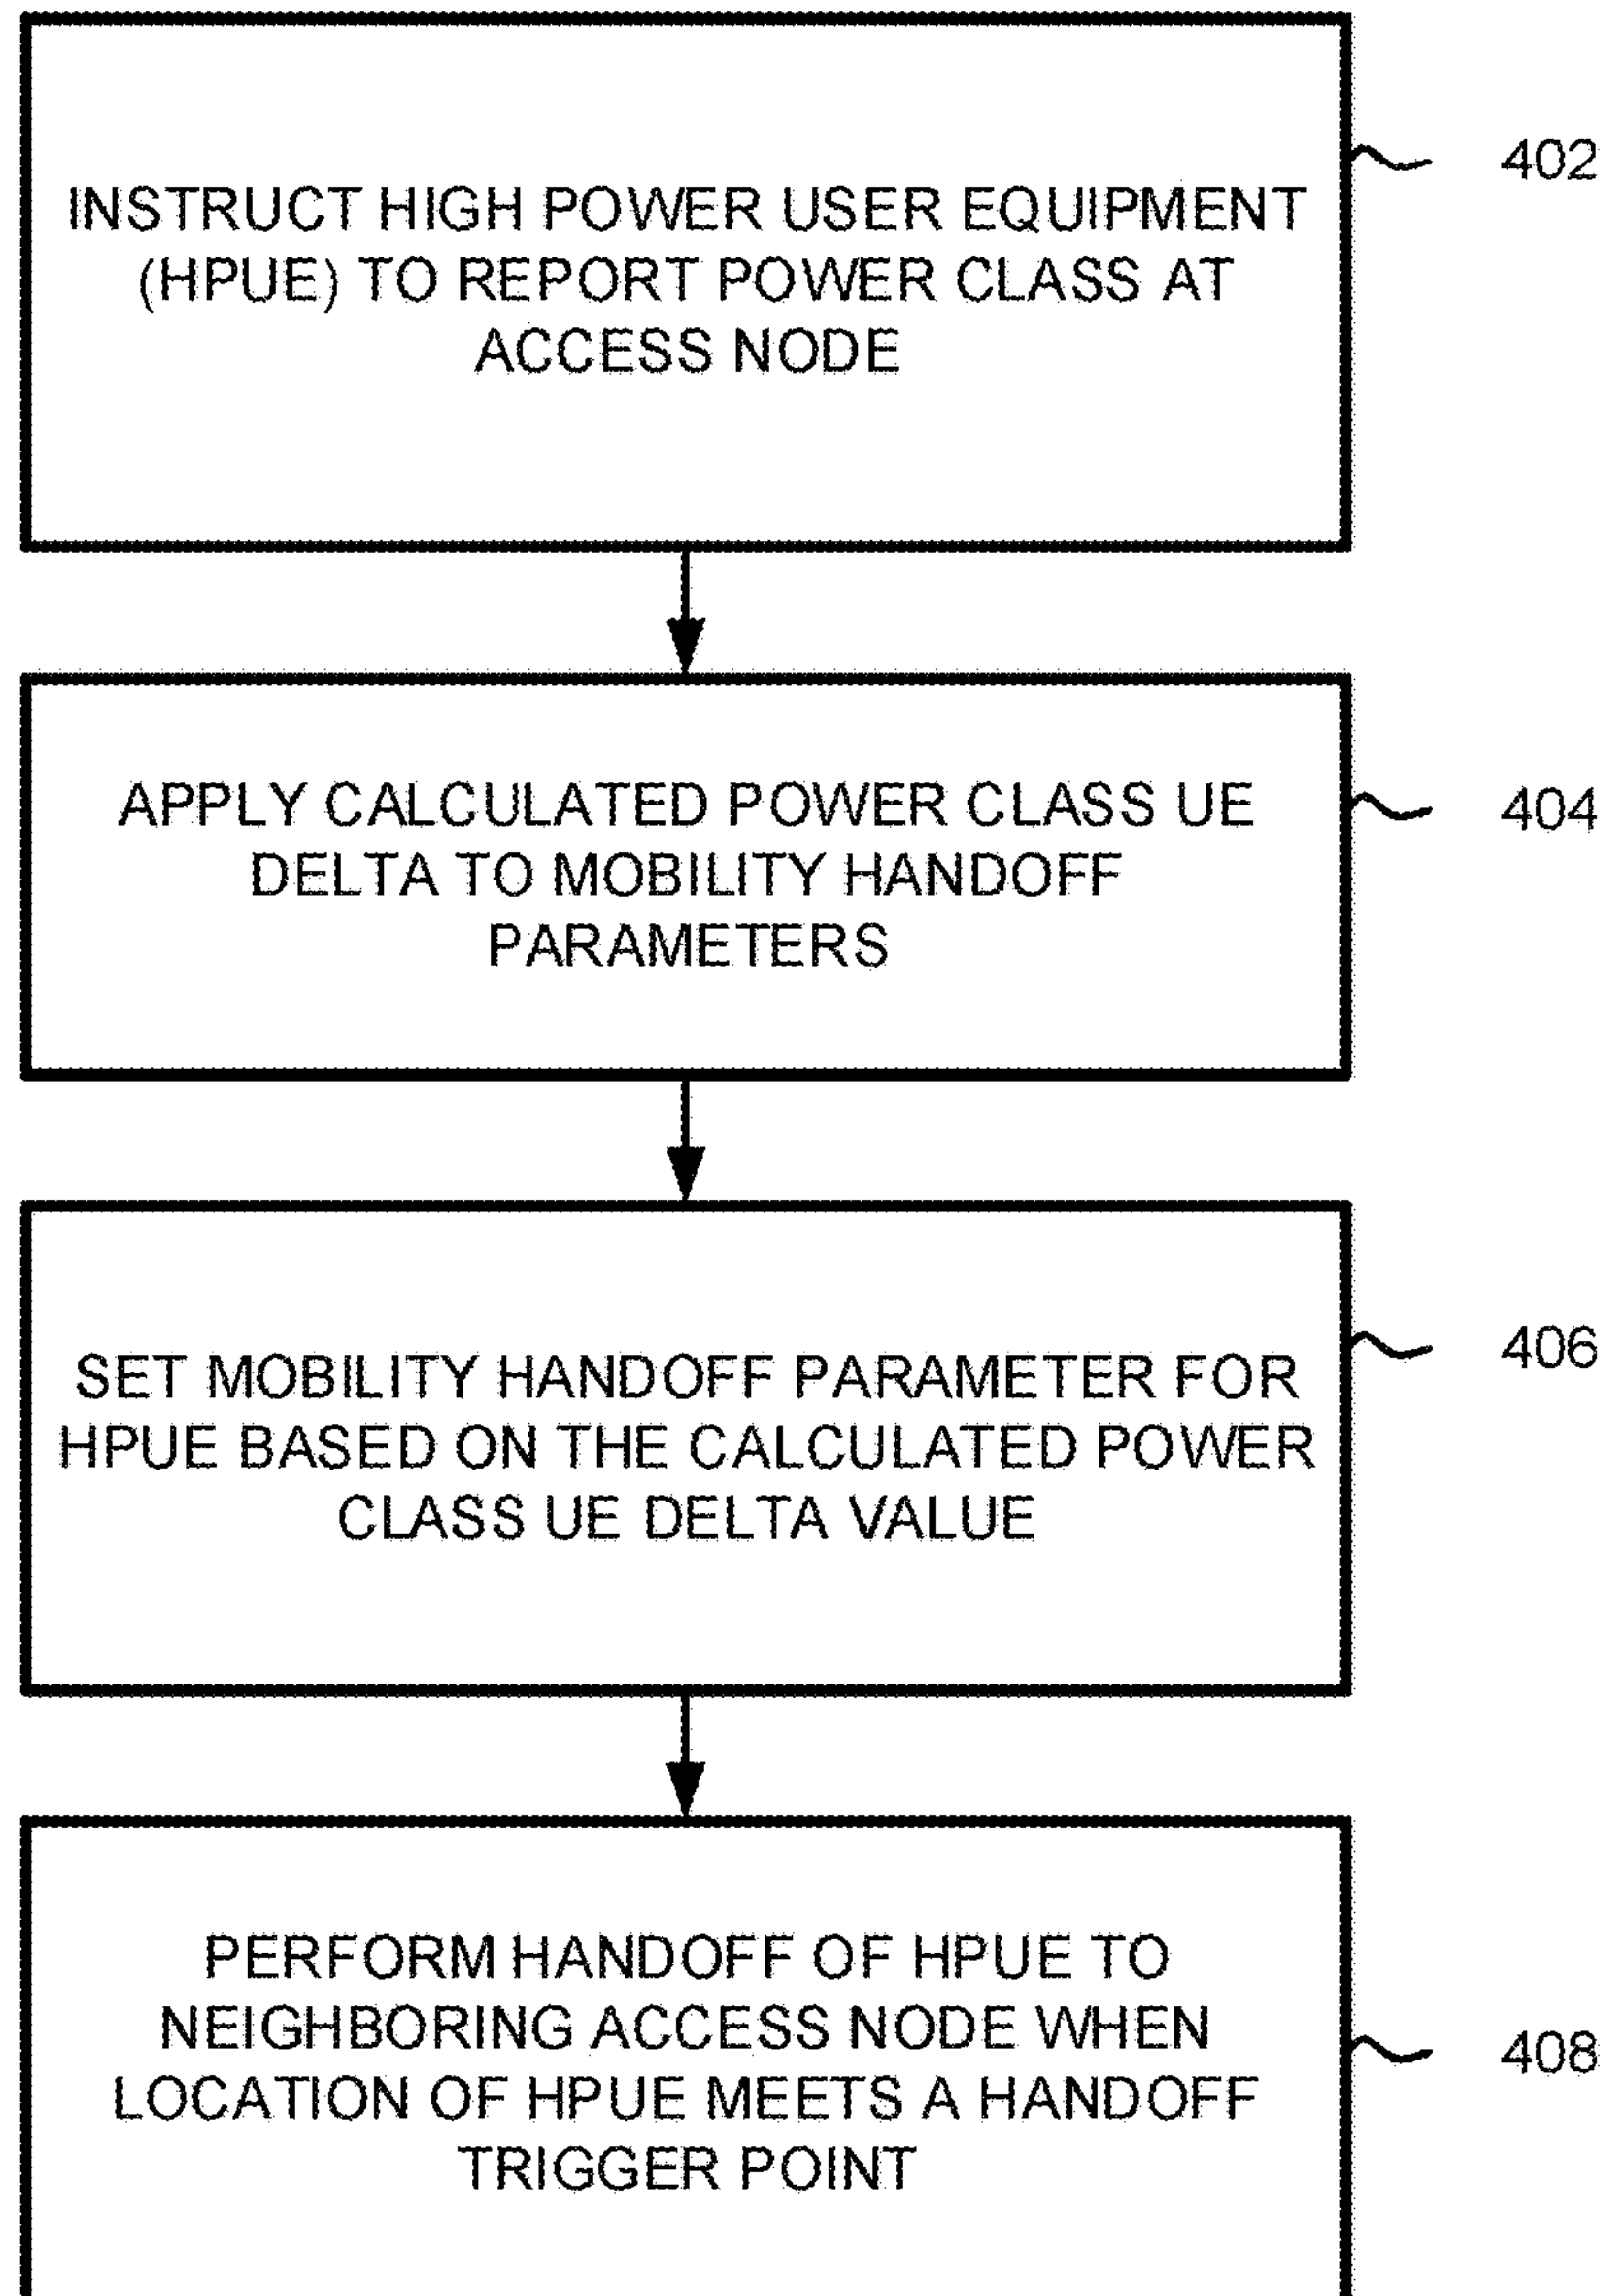 INSTRUCT HIGH POWER USER EQUIPMENT
(HPUE) TO REPORT POWER CLASS AT
ACCESS NODE
402
APPLY CALCULATED POWER CLASS UE
DELTA TO MOBILITY HANDOFF
PARAMETERS
404
SET MOBILITY HANDOFF PARAMETER FOR
HPUE BASED ON THE CALCULATED POWER
CLASS UE DELTA VALUE
406
PERFORM HANDOFF OF HPUE TO
NEIGHBORING ACCESS NODE WHEN
LOCATION OF HPUE MEETS A HANDOFF
TRIGGER POINT
408